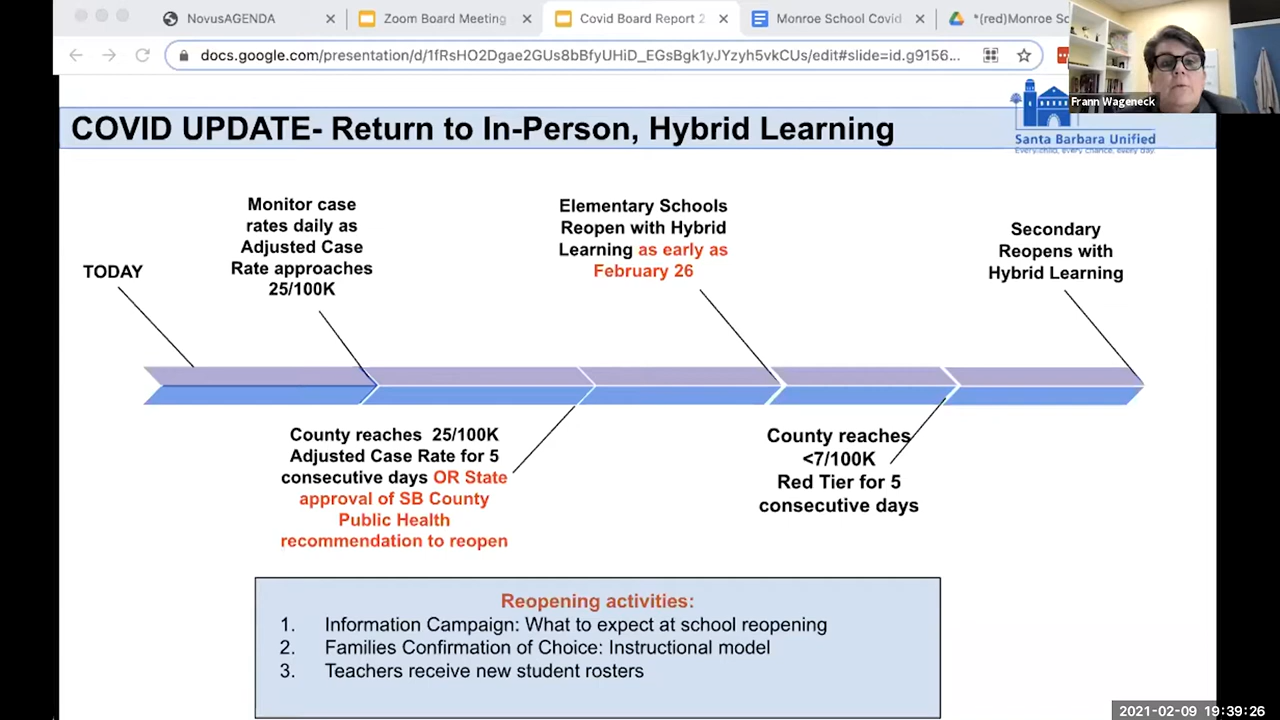 NovusAGENDA
Zoom Board Meeting
Covid Board Report 2
Monroe School Covid
*(red)Monroe Sc
docs.google.com/presentation/d/1fRsHO2Dgae2GUs8bBfyUHiD_EGsBgk1yJYzyh5vkCUs/edit#slide=id.g9156...
Frann Wageneck
COVID UPDATE- Return to In-Person, Hybrid Learning
Santa Barbara Unified
Every child, every chance, every day.
TODAY
Monitor case
rates daily as
Adjusted Case
Rate approaches
25/100K
Elementary Schools
Reopen with Hybrid
Learning as early as
February 26
Secondary
Reopens with
Hybrid Learning
County reaches 25/100K
Adjusted Case Rate for 5
consecutive days OR State
approval of SB County
Public Health
recommendation to reopen
County reaches
<7/100K
Red Tier for 5
consecutive days
Reopening activities:
1. Information Campaign: What to expect at school reopening
2. Families Confirmation of Choice: Instructional model
3. Teachers receive new student rosters
2021-02-09 19:39:26